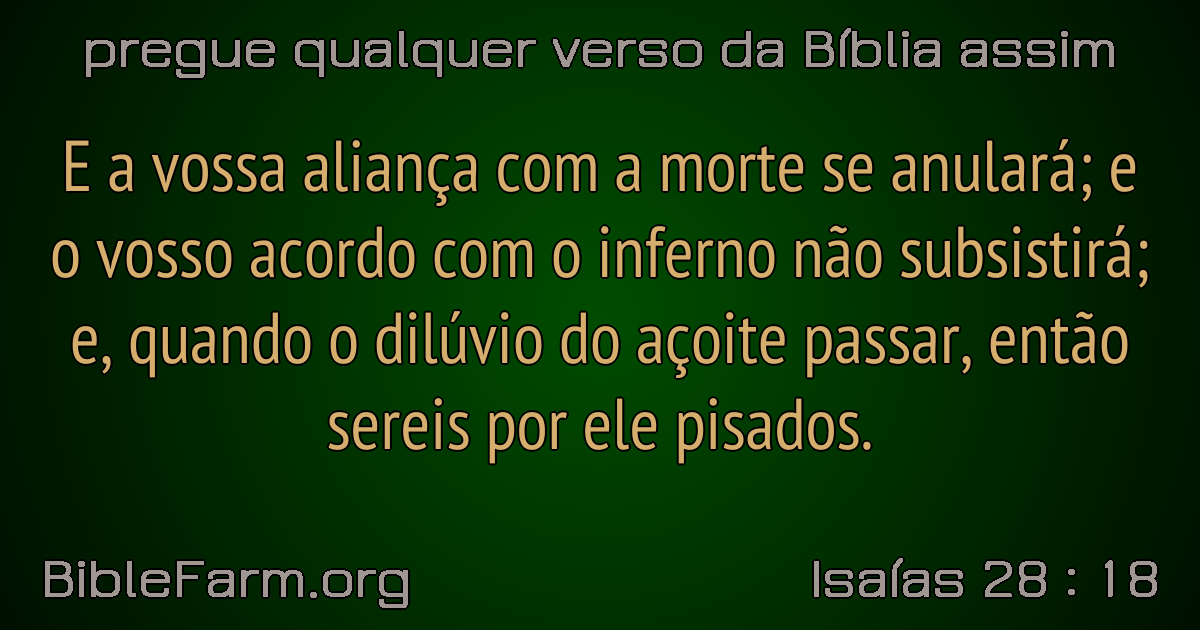 pregue qualquer verso da Bíblia assim
E a vossa aliança com a morte se anulará; e
o vosso acordo com o inferno não subsistirá;
e, quando o dilúvio do açoite passar, então
sereis por ele pisados.
BibleFarm.org
Isaías 28 : 18